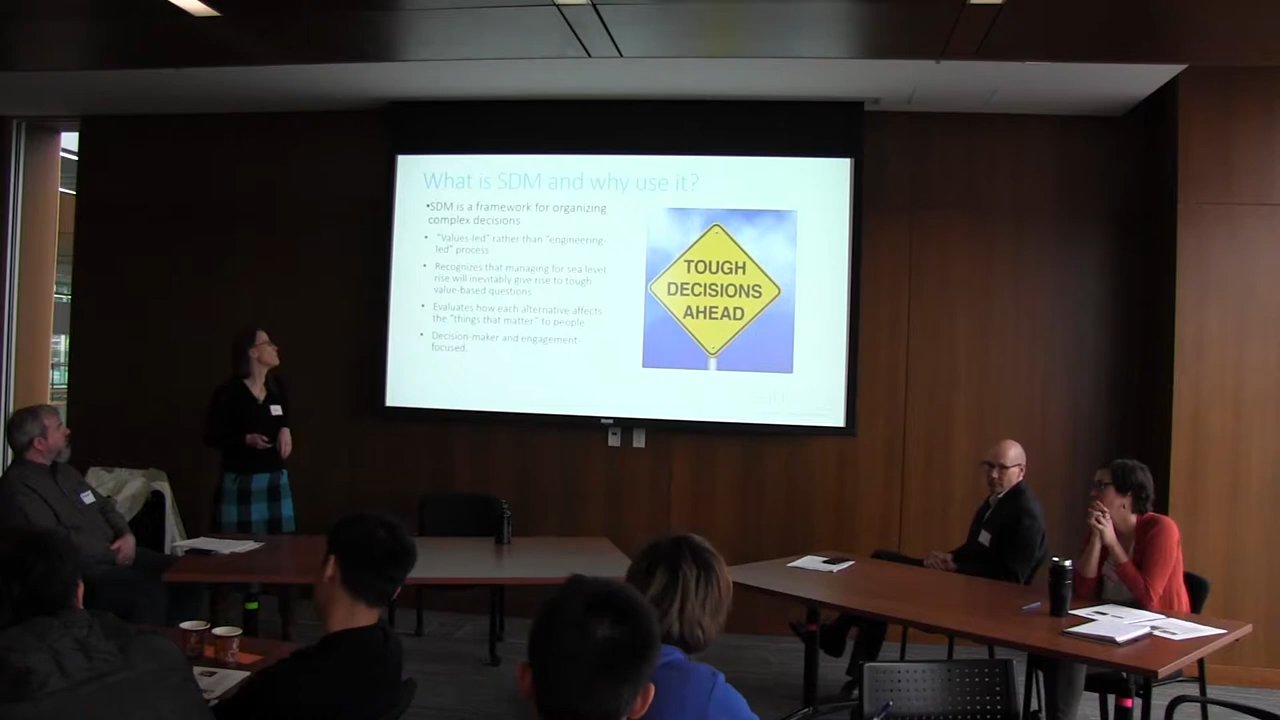 What is SDM and why use it?
•SDM is a framework for organizing
complex decisions
• "Values-led" rather than "engineering-
led" process
• Recognizes that managing for sea level
rise will inevitably give rise to tough
value-based questions
• Evaluates how each alternative affects
the "things that matter" to people
• Decision-maker and engagement-
focused.
TOUGH
DECISIONS
AHEAD